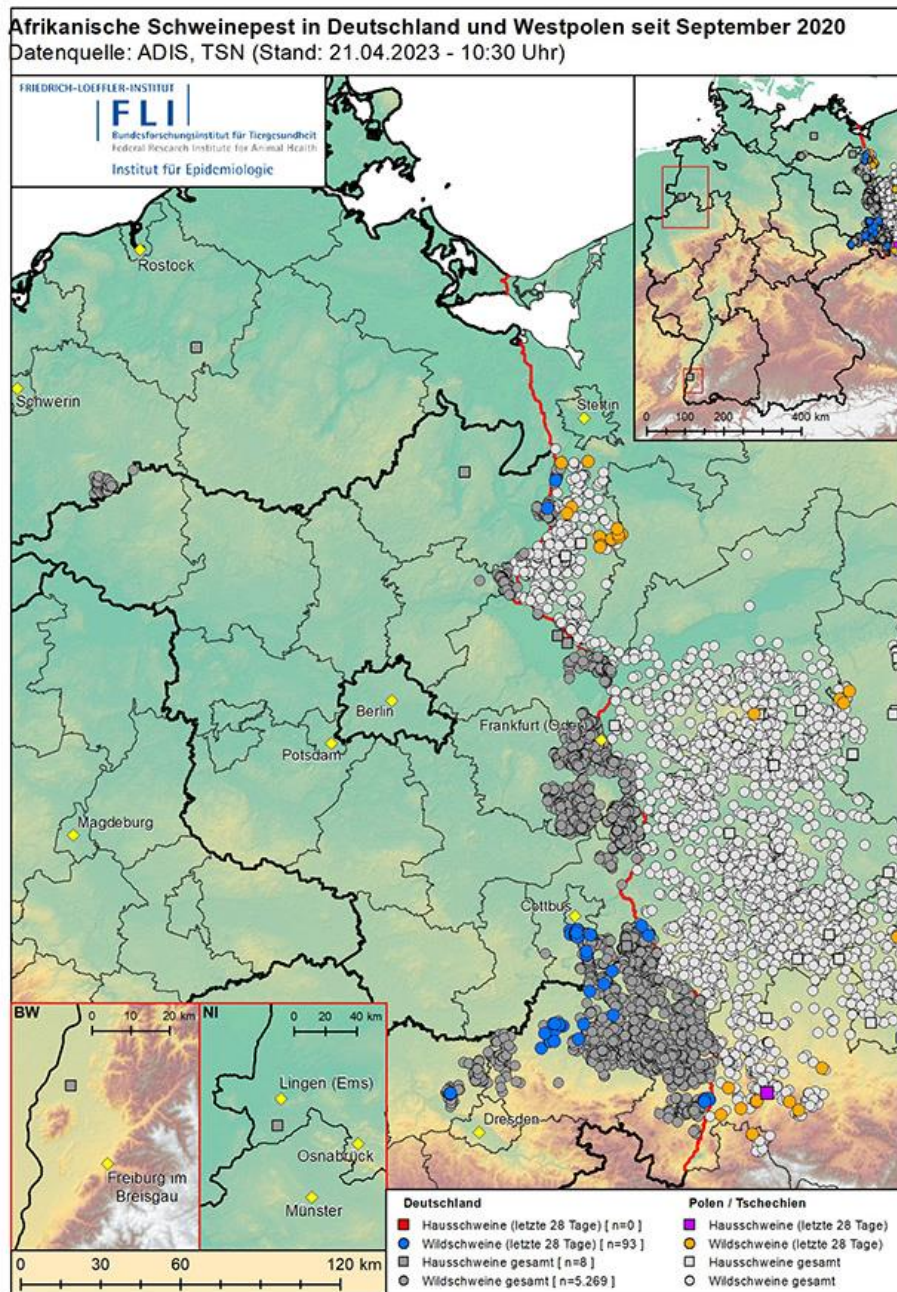 Afrikanische Schweinepest in Deutschland und Westpolen seit September 2020
Datenquelle: ADIS, TSN (Stand: 21.04.2023 - 10:30 Uhr)
FRIEDRICH-LOEFFLER-INSTITUT
FLI
Bundesforschungsinstitut für Tiergesundheit
Federal Research Institute for Animal Health
Institut für Epidemiologie
0 100 200 400 km
Rostock
Schwerin
Stettin
Berlin
Frankfurt (Oder)
Potsdam
Magdeburg
Cottbus
Dresden
BW
0 10 20 km
Freiburg im
Breisgau
NI
0 20 40 km
Lingen (Ems)
Osnabrück
Münster
0 30 60 120 km
Deutschland
Hausschweine (letzte 28 Tage) [ n=0 ]
Wildschweine (letzte 28 Tage) [ n=93 ]
Hausschweine gesamt [ n=8 ]
Wildschweine gesamt [ n=5.269 ]
Polen / Tschechien
Hausschweine (letzte 28 Tage)
Wildschweine (letzte 28 Tage)
Hausschweine gesamt
Wildschweine gesamt